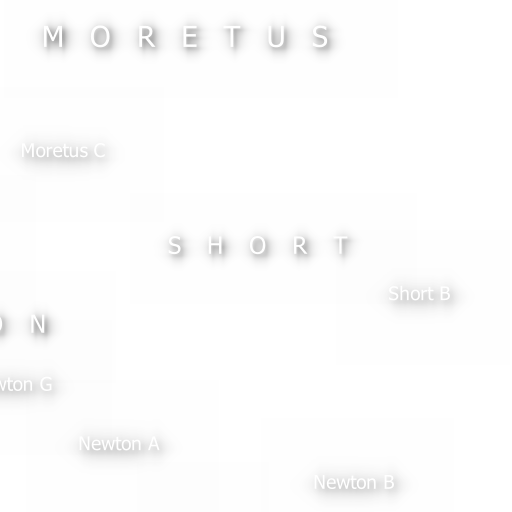 M O R E T U S
Moretus C
S H O R T
Short B
O N
wton G
Newton A
Newton B